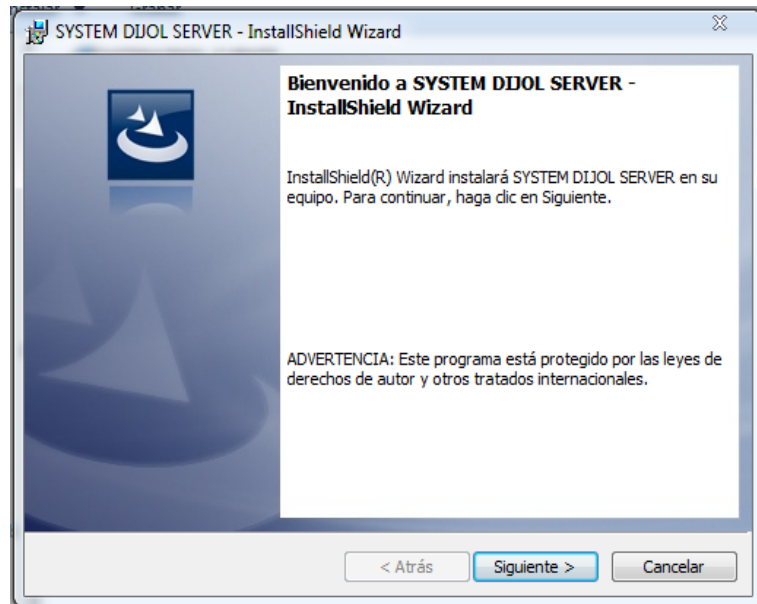 SYSTEM DIJOL SERVER - InstallShield Wizard
Bienvenido a SYSTEM DIJOL SERVER -
InstallShield Wizard
InstallShield(R) Wizard instalará SYSTEM DIJOL SERVER en su
equipo. Para continuar, haga clic en Siguiente.
ADVERTENCIA: Este programa está protegido por las leyes de
derechos de autor y otros tratados internacionales.
< Atrás
Siguiente >
Cancelar